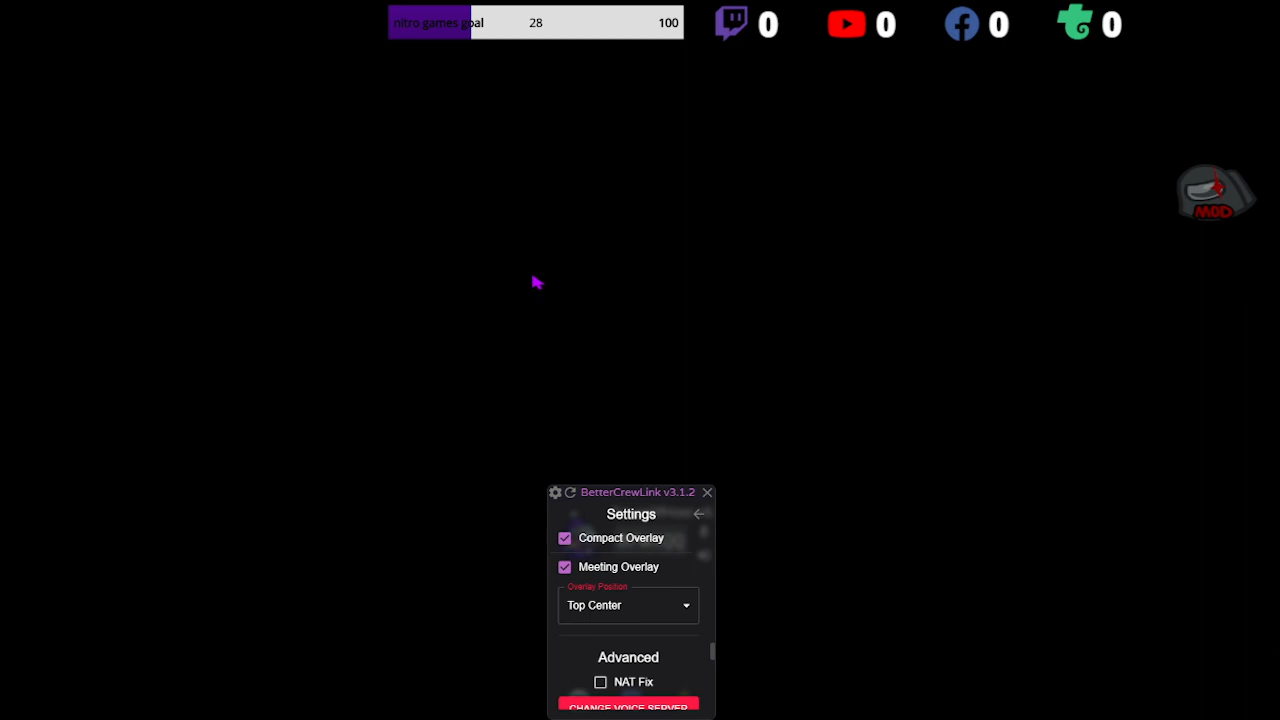 nitro games goal 28 100
0 0 0 0
MOD
BetterCrewLink v3.1.2
Settings
Compact Overlay
Meeting Overlay
Overlay Position
Top Center
Advanced
NAT Fix
CHANGE VOICE SERVER